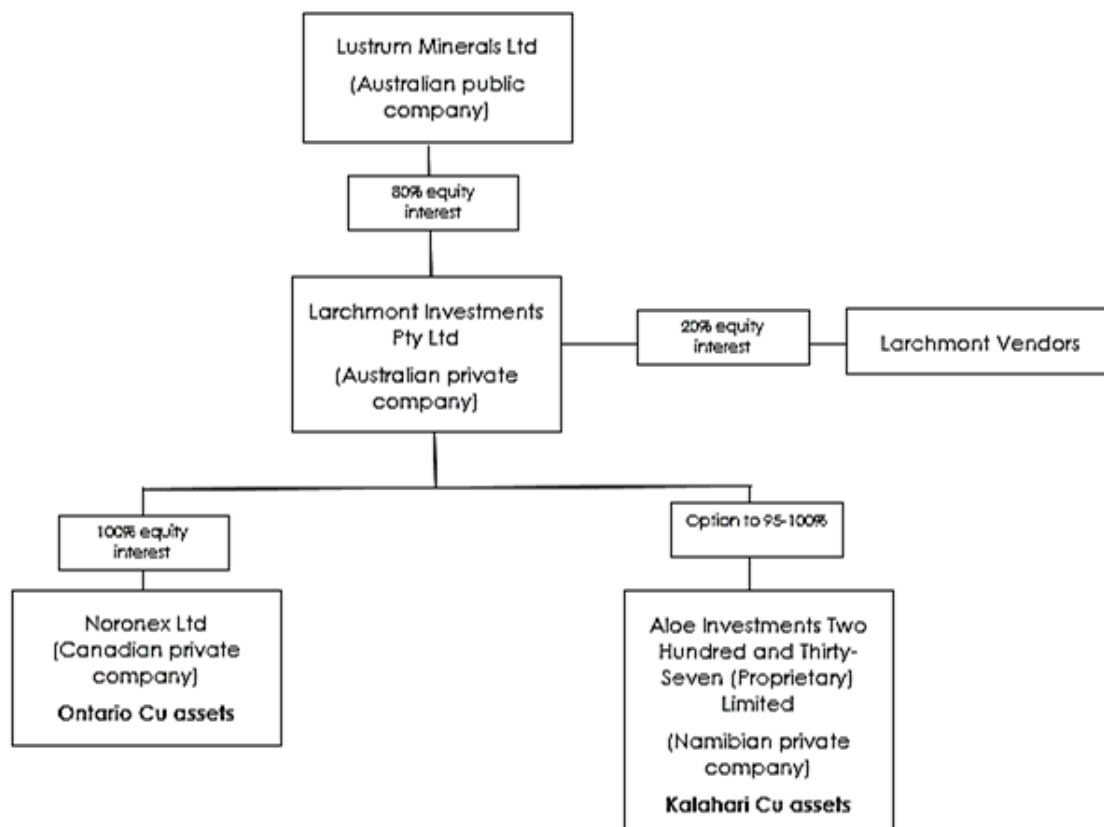 Lustrum Minerals Ltd
(Australian public
company)
80% equity
interest
Larchmont Investments
Pty Ltd
(Australian private
company)
20% equity
interest
Larchmont Vendors
100% equity
interest
Option to 95-100%
Noronex Ltd
(Canadian private
company)
Ontario Cu assets
Aloe Investments Two
Hundred and Thirty-
Seven (Proprietary)
Limited
(Namibian private
company)
Kalahari Cu assets